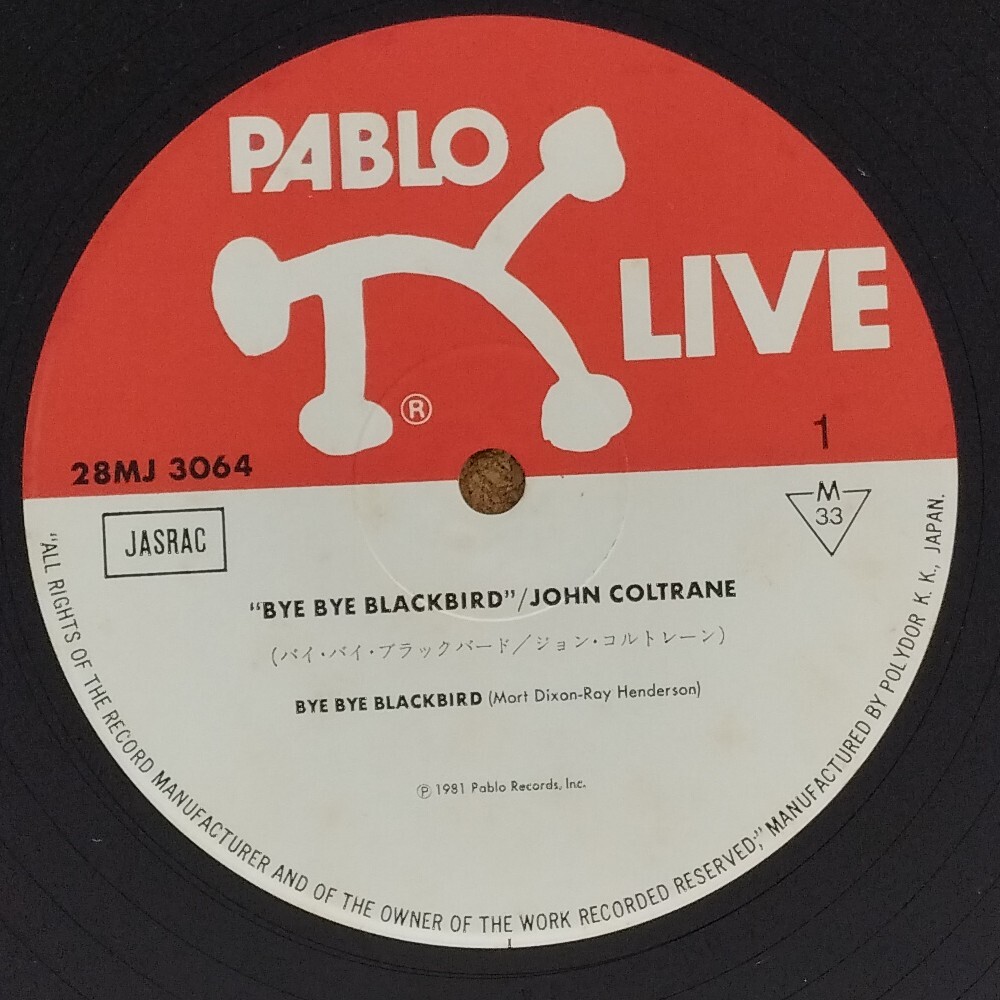 PABLO
LIVE
®
1
28MJ 3064
JASRAC
M
33
"BYE BYE BLACKBIRD"/JOHN COLTRANE
(バイ・バイ・ブラックバード/ジョン・コルトレーン)
BYE BYE BLACKBIRD (Mort Dixon-Ray Henderson)
℗ 1981 Pablo Records, Inc.
"ALL RIGHTS OF THE RECORD MANUFACTURER AND OF THE OWNER OF THE WORK RECORDED RESERVED," MANUFACTURED BY POLYDOR K. K., JAPAN.